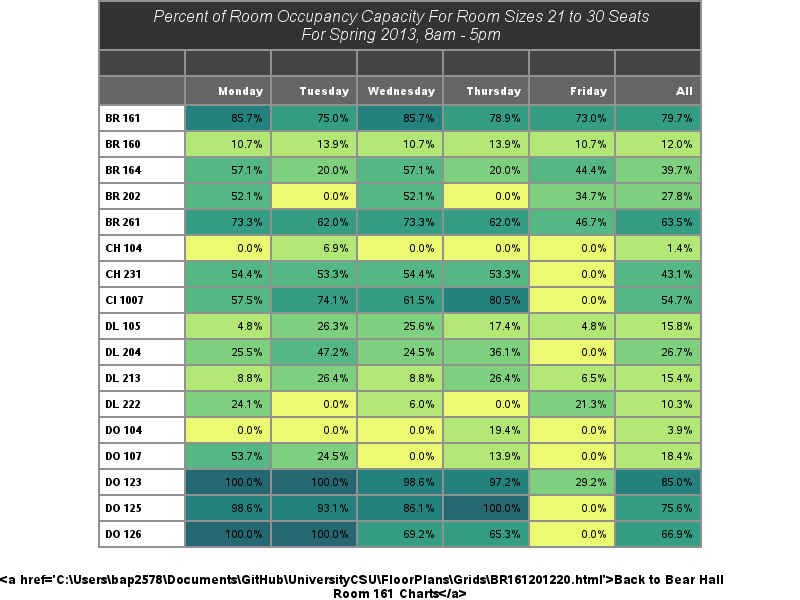 Percent of Room Occupancy Capacity For Room Sizes 21 to 30 Seats
For Spring 2013, 8am - 5pm
Monday Tuesday Wednesday Thursday Friday All
BR 161 85.7% 75.0% 85.7% 78.9% 73.0% 79.7%
BR 160 10.7% 13.9% 10.7% 13.9% 10.7% 12.0%
BR 164 57.1% 20.0% 57.1% 20.0% 44.4% 39.7%
BR 202 52.1% 0.0% 52.1% 0.0% 34.7% 27.8%
BR 261 73.3% 62.0% 73.3% 62.0% 46.7% 63.5%
CH 104 0.0% 6.9% 0.0% 0.0% 0.0% 1.4%
CH 231 54.4% 53.3% 54.4% 53.3% 0.0% 43.1%
CI 1007 57.5% 74.1% 61.5% 80.5% 0.0% 54.7%
DL 105 4.8% 26.3% 25.6% 17.4% 4.8% 15.8%
DL 204 25.5% 47.2% 24.5% 36.1% 0.0% 26.7%
DL 213 8.8% 26.4% 8.8% 26.4% 6.5% 15.4%
DL 222 24.1% 0.0% 6.0% 0.0% 21.3% 10.3%
DO 104 0.0% 0.0% 0.0% 19.4% 0.0% 3.9%
DO 107 53.7% 24.5% 0.0% 13.9% 0.0% 18.4%
DO 123 100.0% 100.0% 98.6% 97.2% 29.2% 85.0%
DO 125 98.6% 93.1% 86.1% 100.0% 0.0% 75.6%
DO 126 100.0% 100.0% 69.2% 65.3% 0.0% 66.9%
<a href='C:\Users\bap2578\Documents\GitHub\UniversityCSU\FloorPlans\Grids\BR161201220.html'>Back to Bear Hall
Room 161 Charts</a>